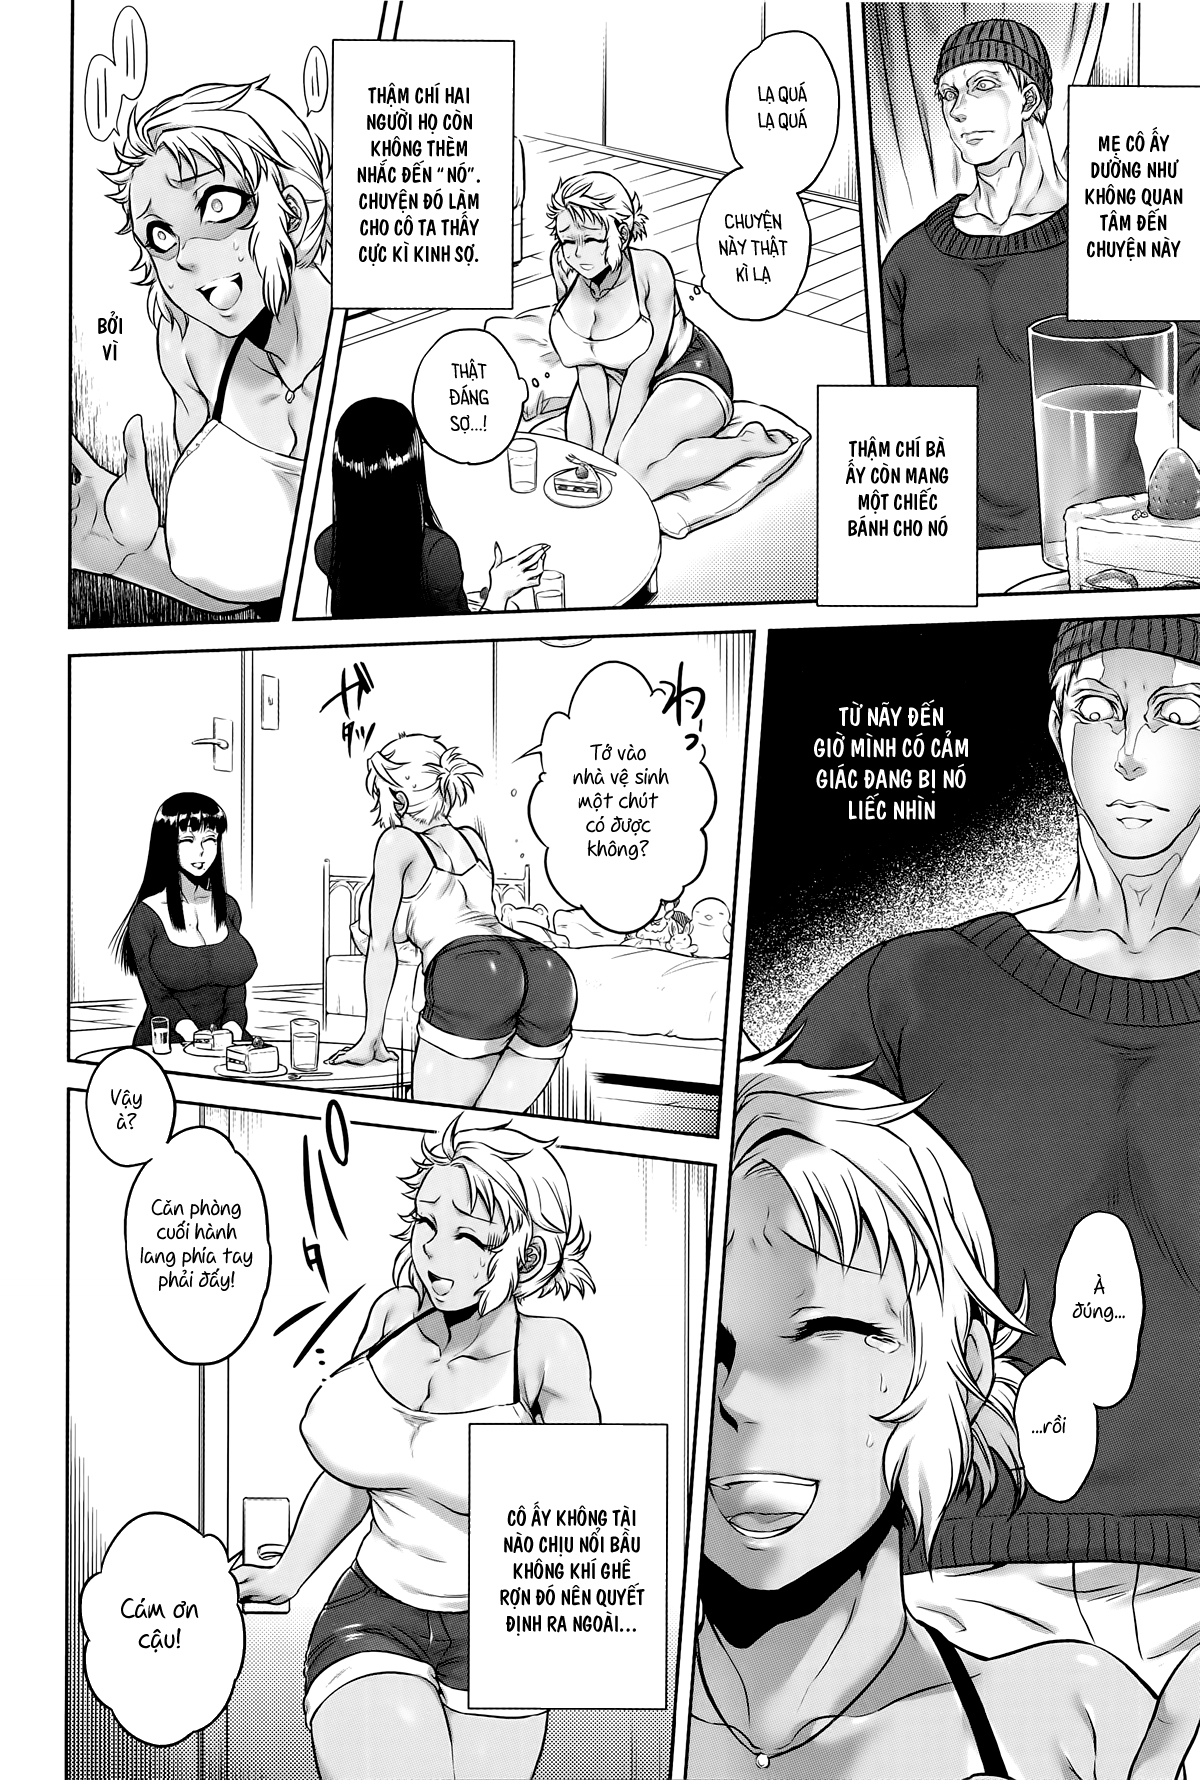 MẸ CÔ ẤY
DƯỜNG NHƯ
KHÔNG QUAN
TÂM ĐẾN
CHUYỆN NÀY
THẬM CHÍ BÀ
ẤY CÒN MANG
MỘT CHIẾC
BÁNH CHO NÓ
LẠ QUÁ
LẠ QUÁ
CHUYỆN
NÀY THẬT
KÌ LẠ
THẬT
ĐÁNG
SỢ...!
THẬM CHÍ HAI
NGƯỜI HỌ CÒN
KHÔNG THÈM
NHẮC ĐẾN “NÓ”.
CHUYỆN ĐÓ LÀM
CHO CÔ TA THẤY
CỰC KÌ KINH SỢ.
BỞI
VÌ
TỪ NÃY ĐẾN
GIỜ MÌNH CÓ CẢM
GIÁC ĐANG BỊ NÓ
LIẾC NHÌN
À
đúng...
...rồi
わっ
Tớ vào
nhà vệ sinh
một chút
có được
không?
ガタッ
Vậy
à?
Căn phòng
cuối hành
lang phía tay
phải đấy!
CÔ ẤY KHÔNG TÀI
NÀO CHỊU NỔI BẦU
KHÔNG KHÍ GHÊ
RỢN ĐÓ NÊN QUYẾT
ĐỊNH RA NGOÀI...
Cám ơn
cậu!